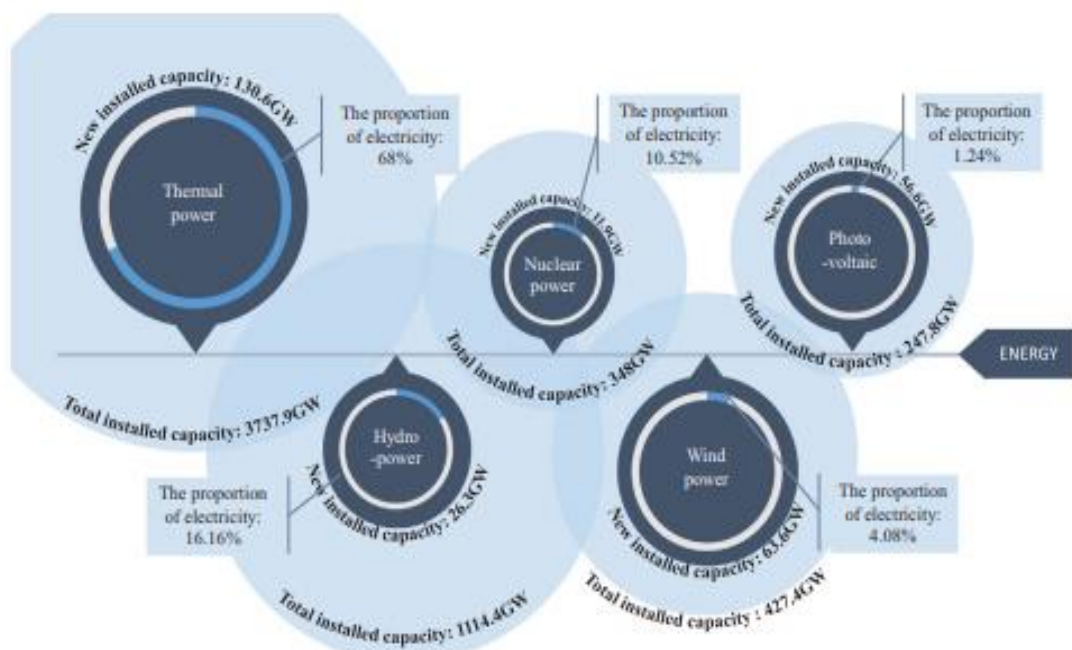 New installed capacity: 130.6GW
The proportion
of electricity:
68%
Thermal
power
Total installed capacity: 3737.9GW
The proportion
of electricity:
10.52%
New installed capacity: 11.9GW
Nuclear
power
Total installed capacity: 348GW
The proportion
of electricity:
1.24%
New installed capacity: 56.6GW
Photo
-voltaic
Total installed capacity : 247.8GW
ENERGY
Hydro
-power
New installed capacity: 26.3GW
The proportion
of electricity:
16.16%
Total installed capacity: 1114.4GW
Wind
power
New installed capacity: 63.6GW
The proportion
of electricity:
4.08%
Total installed capacity : 427.4GW